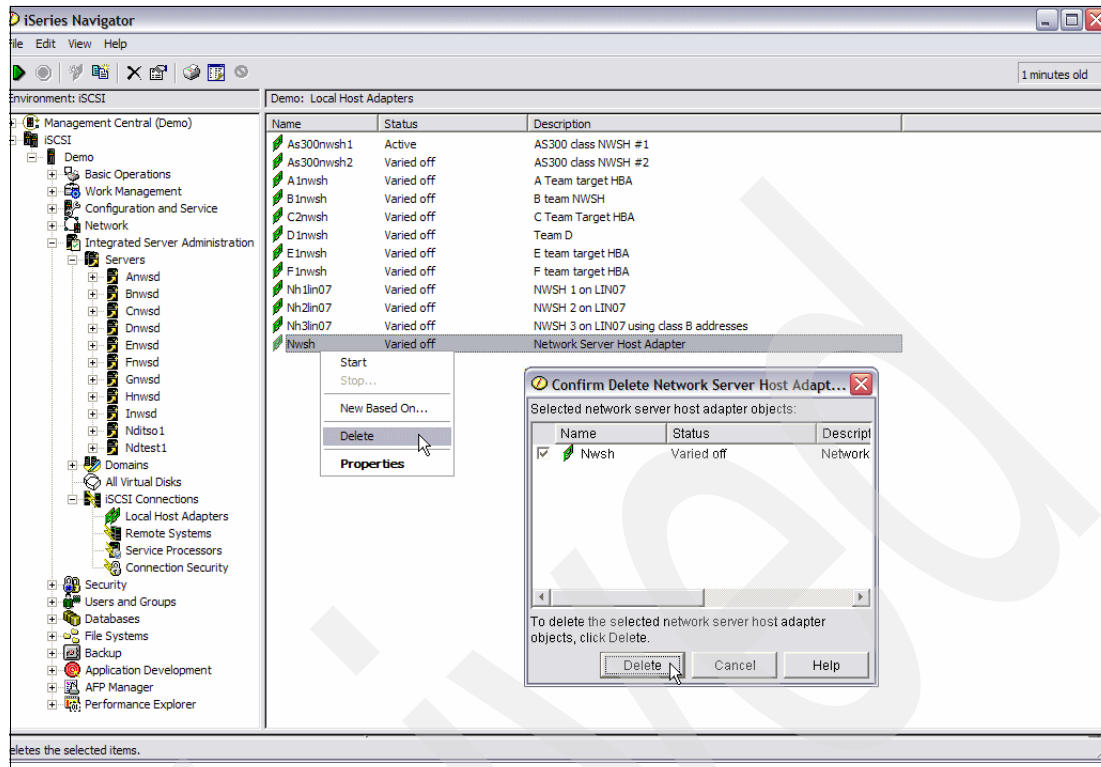 iSeries Navigator
File Edit View Help
1 minutes old
Environment: iSCSI
Demo: Local Host Adapters
Management Central (Demo)
iSCSI
Demo
Basic Operations
Work Management
Configuration and Service
Network
Integrated Server Administration
Servers
Anwsd
Bnwsd
Cnwsd
Dnwsd
Enwsd
Fnwsd
Gnwsd
Hnwsd
Inwsd
Nditso1
Ndtest1
Domains
All Virtual Disks
iSCSI Connections
Local Host Adapters
Remote Systems
Service Processors
Connection Security
Security
Users and Groups
Databases
File Systems
Backup
Application Development
AFP Manager
Performance Explorer
Name Status Description
As300nwsh1 Active AS300 class NWSH #1
As300nwsh2 Varied off AS300 class NWSH #2
A1nwsh Varied off A Team target HBA
B1nwsh Varied off B team NWSH
C2nwsh Varied off C Team Target HBA
D1nwsh Varied off Team D
E1nwsh Varied off E team target HBA
F1nwsh Varied off F team target HBA
Nh1lin07 Varied off NWSH 1 on LIN07
Nh2lin07 Varied off NWSH 2 on LIN07
Nh3lin07 Varied off NWSH 3 on LIN07 using class B addresses
Nwsh Varied off Network Server Host Adapter
Start
Stop...
New Based On...
Delete
Properties
Confirm Delete Network Server Host Adapt...
Selected network server host adapter objects:
Name Status Descript
Nwsh Varied off Network
To delete the selected network server host adapter
objects, click Delete.
Delete Cancel Help
eletes the selected items.
ived